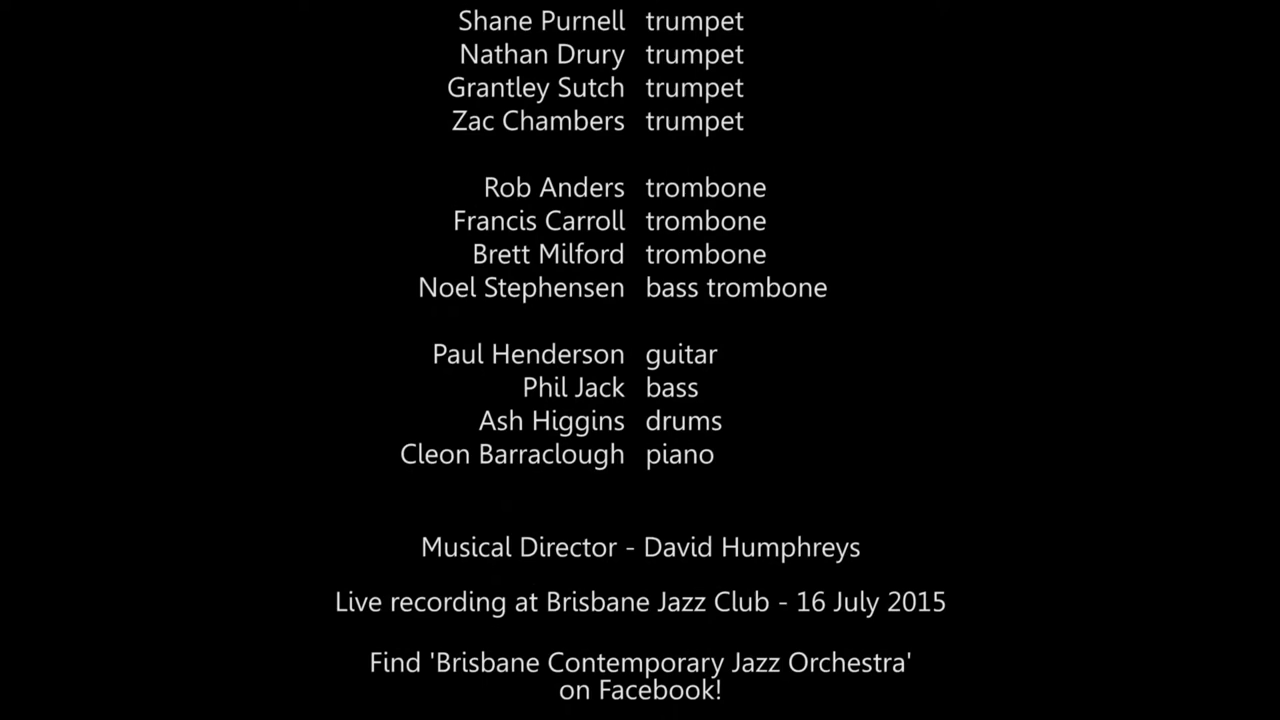 Shane Purnell trumpet
Nathan Drury trumpet
Grantley Sutch trumpet
Zac Chambers trumpet
Rob Anders trombone
Francis Carroll trombone
Brett Milford trombone
Noel Stephensen bass trombone
Paul Henderson guitar
Phil Jack bass
Ash Higgins drums
Cleon Barraclough piano
Musical Director - David Humphreys
Live recording at Brisbane Jazz Club - 16 July 2015
Find 'Brisbane Contemporary Jazz Orchestra'
on Facebook!